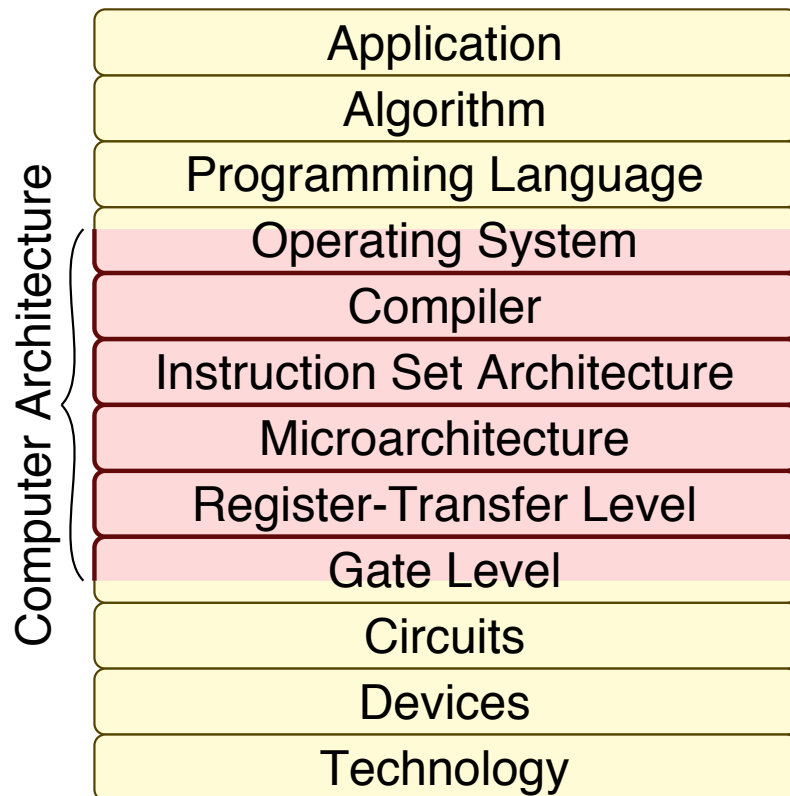 Application
Algorithm
Programming Language
Operating System
Compiler
Instruction Set Architecture
Microarchitecture
Register-Transfer Level
Gate Level
Circuits
Devices
Technology
Computer Architecture